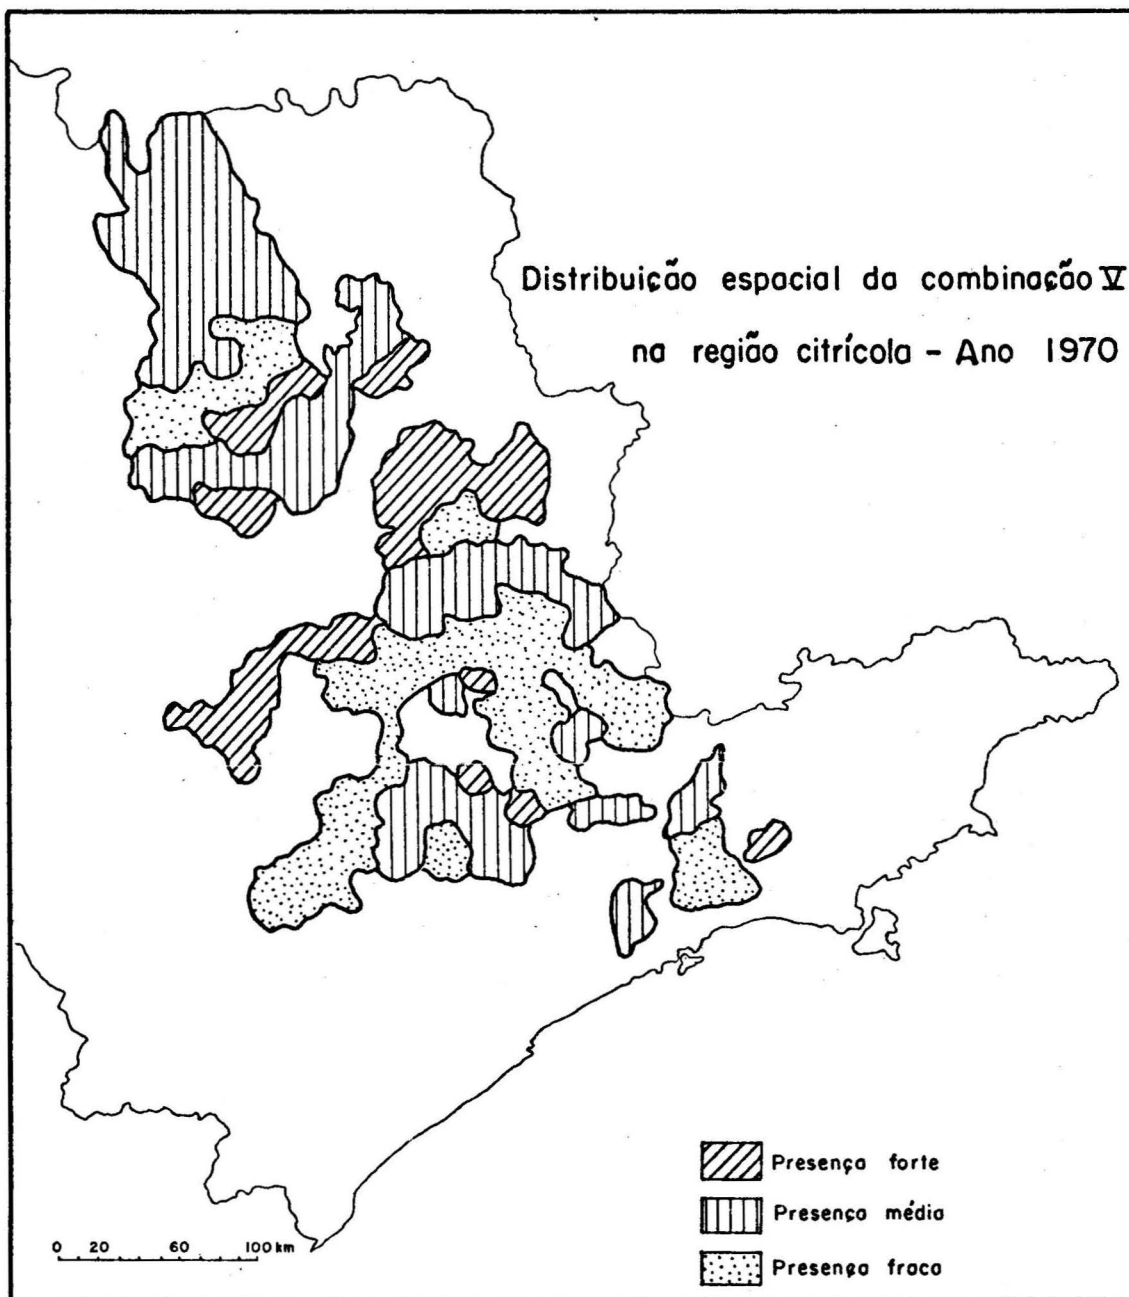 Distribuição espacial da combinação V
na região citrícola - Ano 1970
Presença forte
Presença média
Presença fraca
0 20 60 100 km